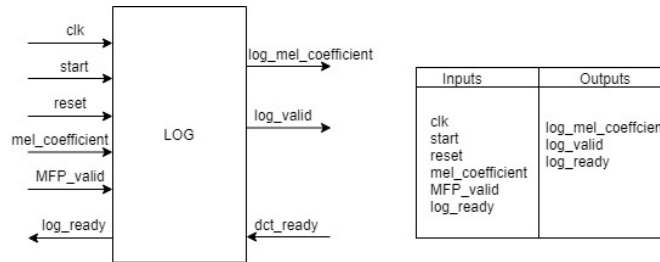 clk
start
reset
mel_coefficient
MFP_valid
log_ready
LOG
log_mel_coefficient
log_valid
dct_ready
Inputs Outputs
clk
start
reset
mel_coefficient
MFP_valid
log_ready
log_mel_coeffcien
log_valid
log_ready